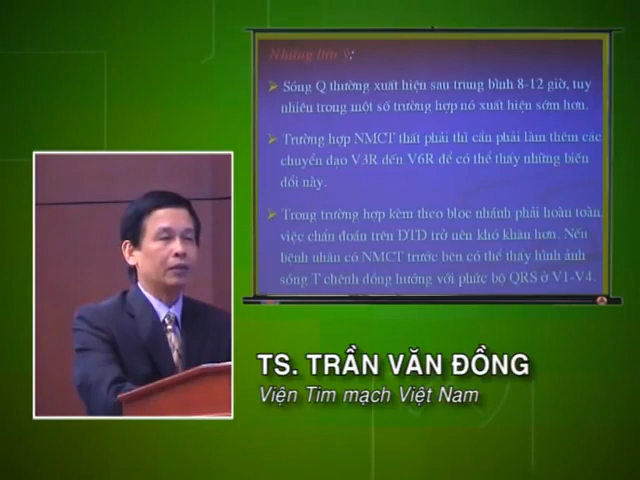 Những lưu ý:
Sóng Q thường xuất hiện sau trung bình 8-12 giờ, tuy
nhiên trong một số trường hợp nó xuất hiện sớm hơn.
Trường hợp NMCT thất phải thì cần phải làm thêm các
chuyển đạo V3R đến V6R để có thể thấy những biến
đổi này.
Trong trường hợp kèm theo bloc nhánh phải hoàn toàn,
việc chẩn đoán trên ĐTĐ trở nên khó khăn hơn. Nếu
bệnh nhân có NMCT trước bên có thể thấy hình ảnh
sóng T chênh đồng hướng với phức bộ QRS ở V1-V4.
TS. TRẦN VĂN ĐỒNG
Viện Tim mạch Việt Nam